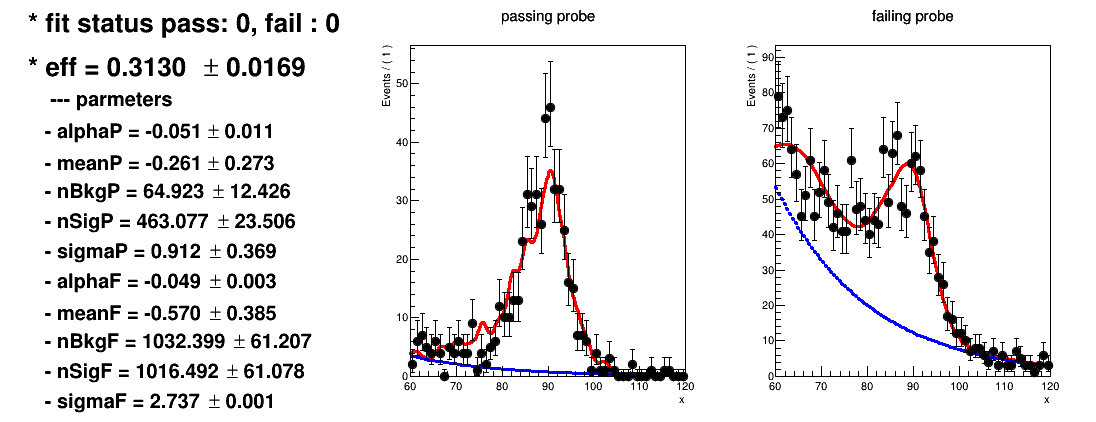 * fit status pass: 0, fail : 0
* eff = 0.3130 ± 0.0169
--- parmeters
- alphaP = -0.051 ± 0.011
- meanP = -0.261 ± 0.273
- nBkgP = 64.923 ± 12.426
- nSigP = 463.077 ± 23.506
- sigmaP = 0.912 ± 0.369
- alphaF = -0.049 ± 0.003
- meanF = -0.570 ± 0.385
- nBkgF = 1032.399 ± 61.207
- nSigF = 1016.492 ± 61.078
- sigmaF = 2.737 ± 0.001
passing probe
Events / ( 1 )
50
40
30
20
10
0
60 70 80 90 100 110 120
x
failing probe
Events / ( 1 )
90
80
70
60
50
40
30
20
10
0
60 70 80 90 100 110 120
x